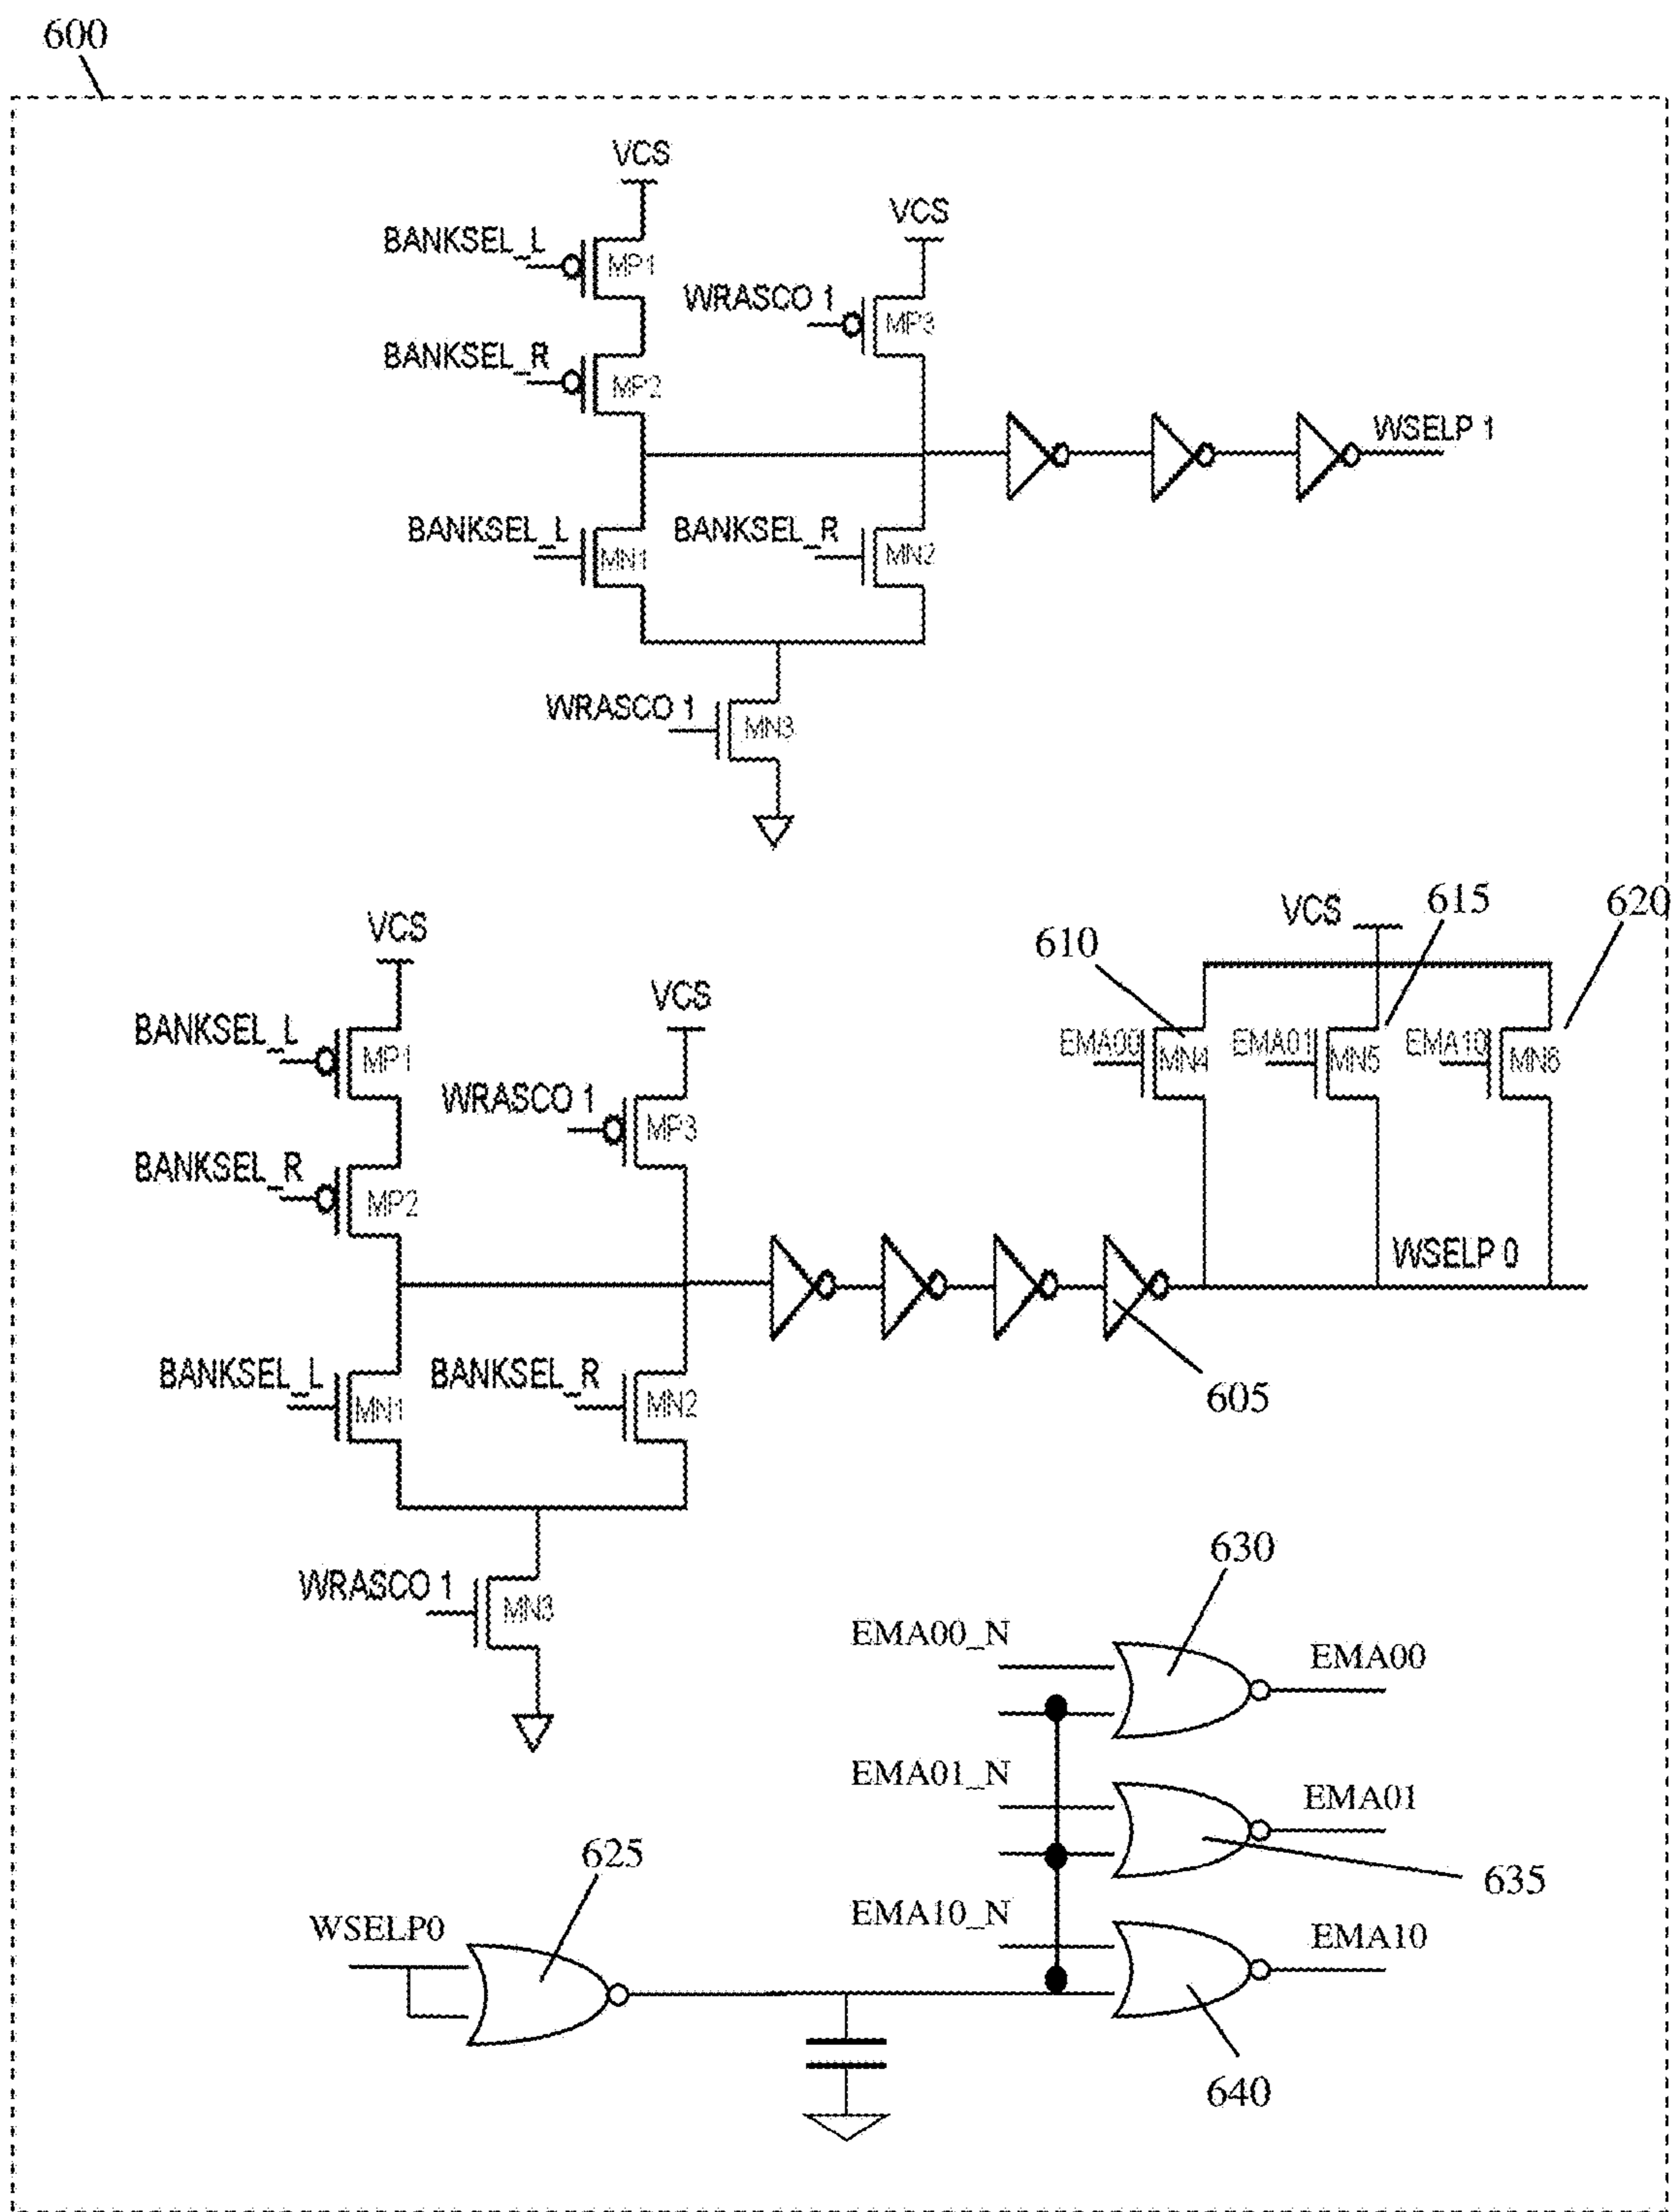 600
VCS
BANKSEL_L
MP1
VCS
WRASCO 1
MP3
BANKSEL_R
MP2
WSELP 1
BANKSEL_L
MN1
BANKSEL_R
MN2
WRASCO 1
MN3
VCS
615
620
VCS
610
VCS
BANKSEL_L
MP1
EMA00
MN4
EMA01
MN5
EMA10
MN6
WRASCO 1
MP3
BANKSEL_R
MP2
WSELP 0
BANKSEL_L
MN1
BANKSEL_R
MN2
605
630
WRASCO 1
MN3
EMA00_N
EMA00
EMA01_N
EMA01
625
635
EMA10_N
WSELP0
EMA10
640